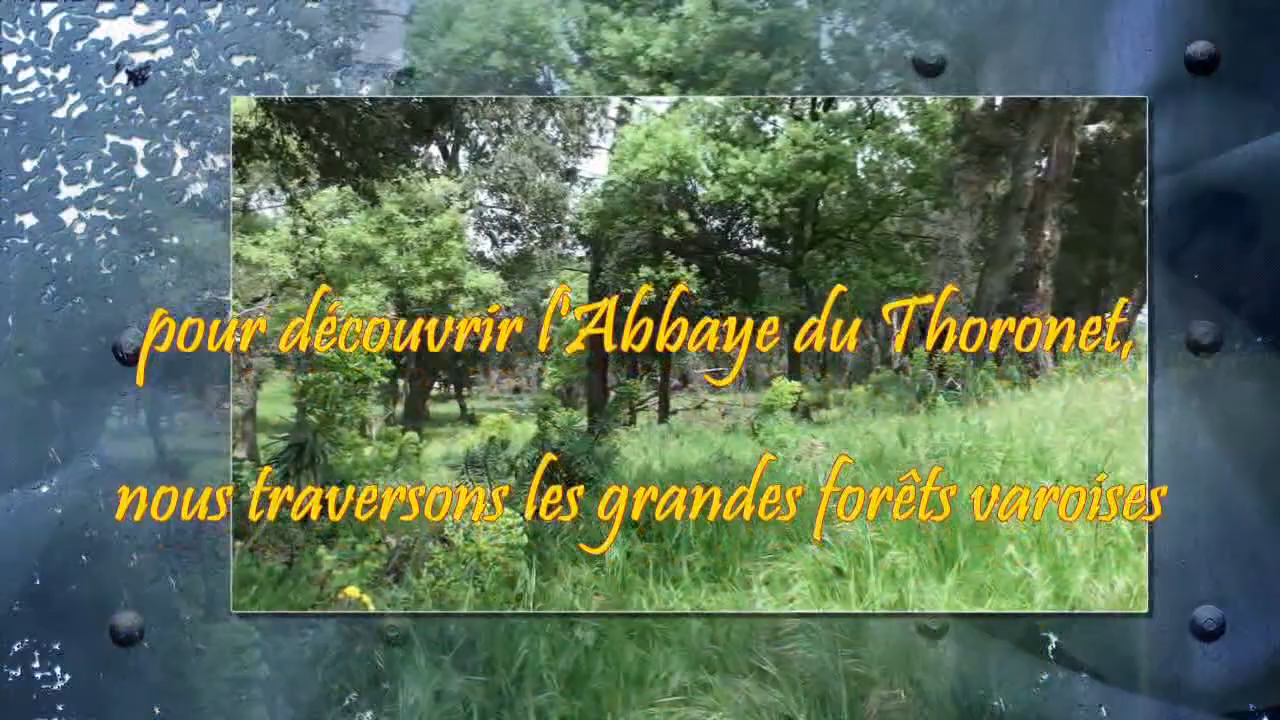 pour découvrir l'Abbaye du Thoronet,
nous traversons les grandes forêts varoises